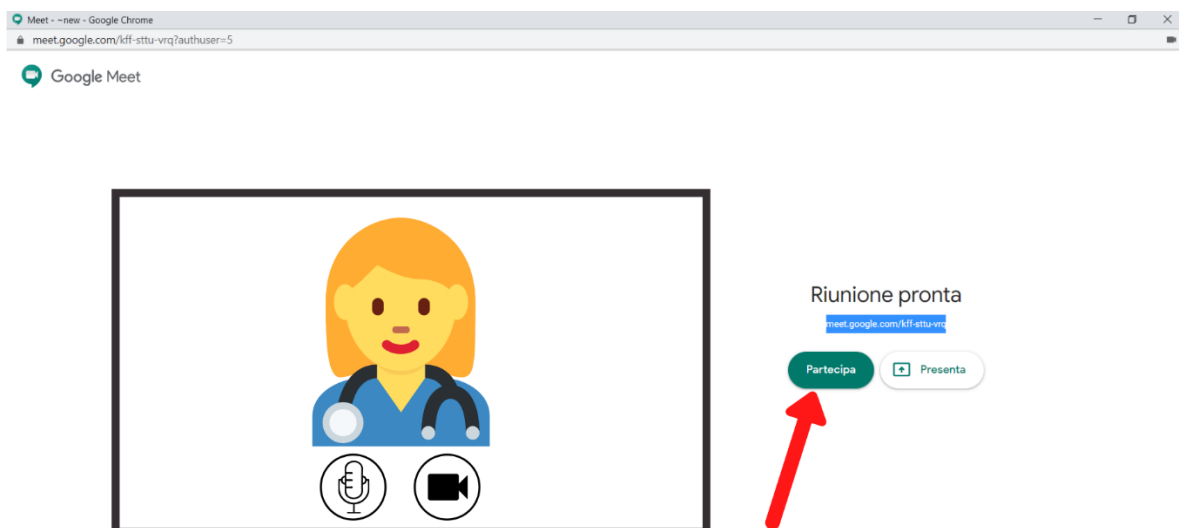 Meet - ~new - Google Chrome
meet.google.com/kff-sttu-vrq?authuser=5
Google Meet
Riunione pronta
meet.google.com/kff-sttu-vrq
Partecipa
Presenta